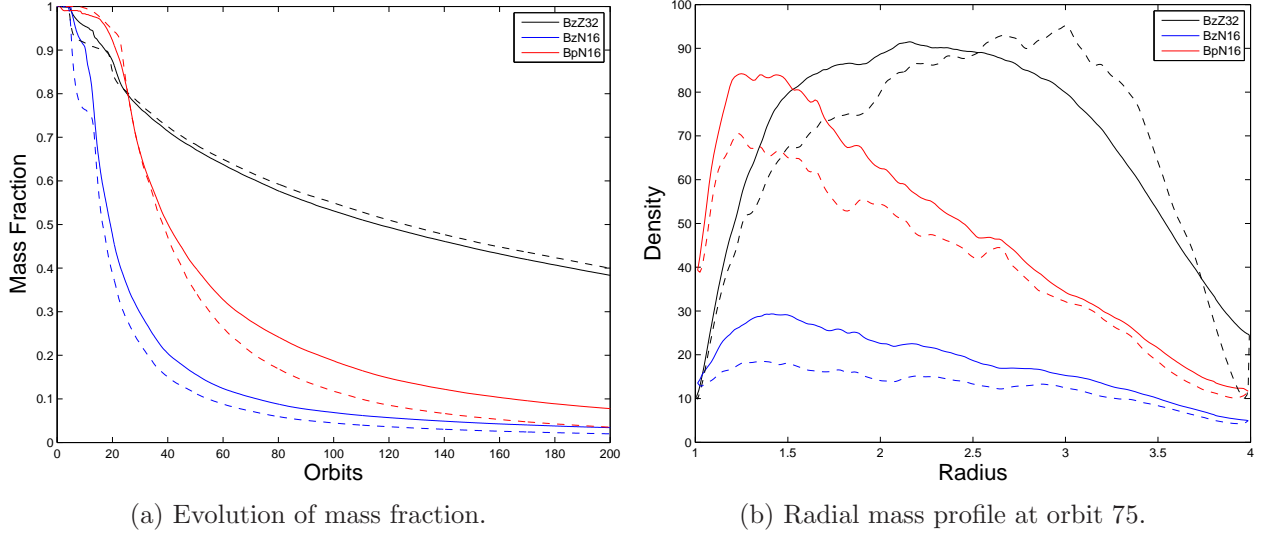 1
0.9
0.8
0.7
0.6
0.5
0.4
0.3
0.2
0.1
0
Mass Fraction
0 20 40 60 80 100 120 140 160 180 200
Orbits
BzZ32
BzN16
BpN16
(a) Evolution of mass fraction.
100
90
80
70
60
50
40
30
20
10
0
Density
1 1.5 2 2.5 3 3.5 4
Radius
BzZ32
BzN16
BpN16
(b) Radial mass profile at orbit 75.